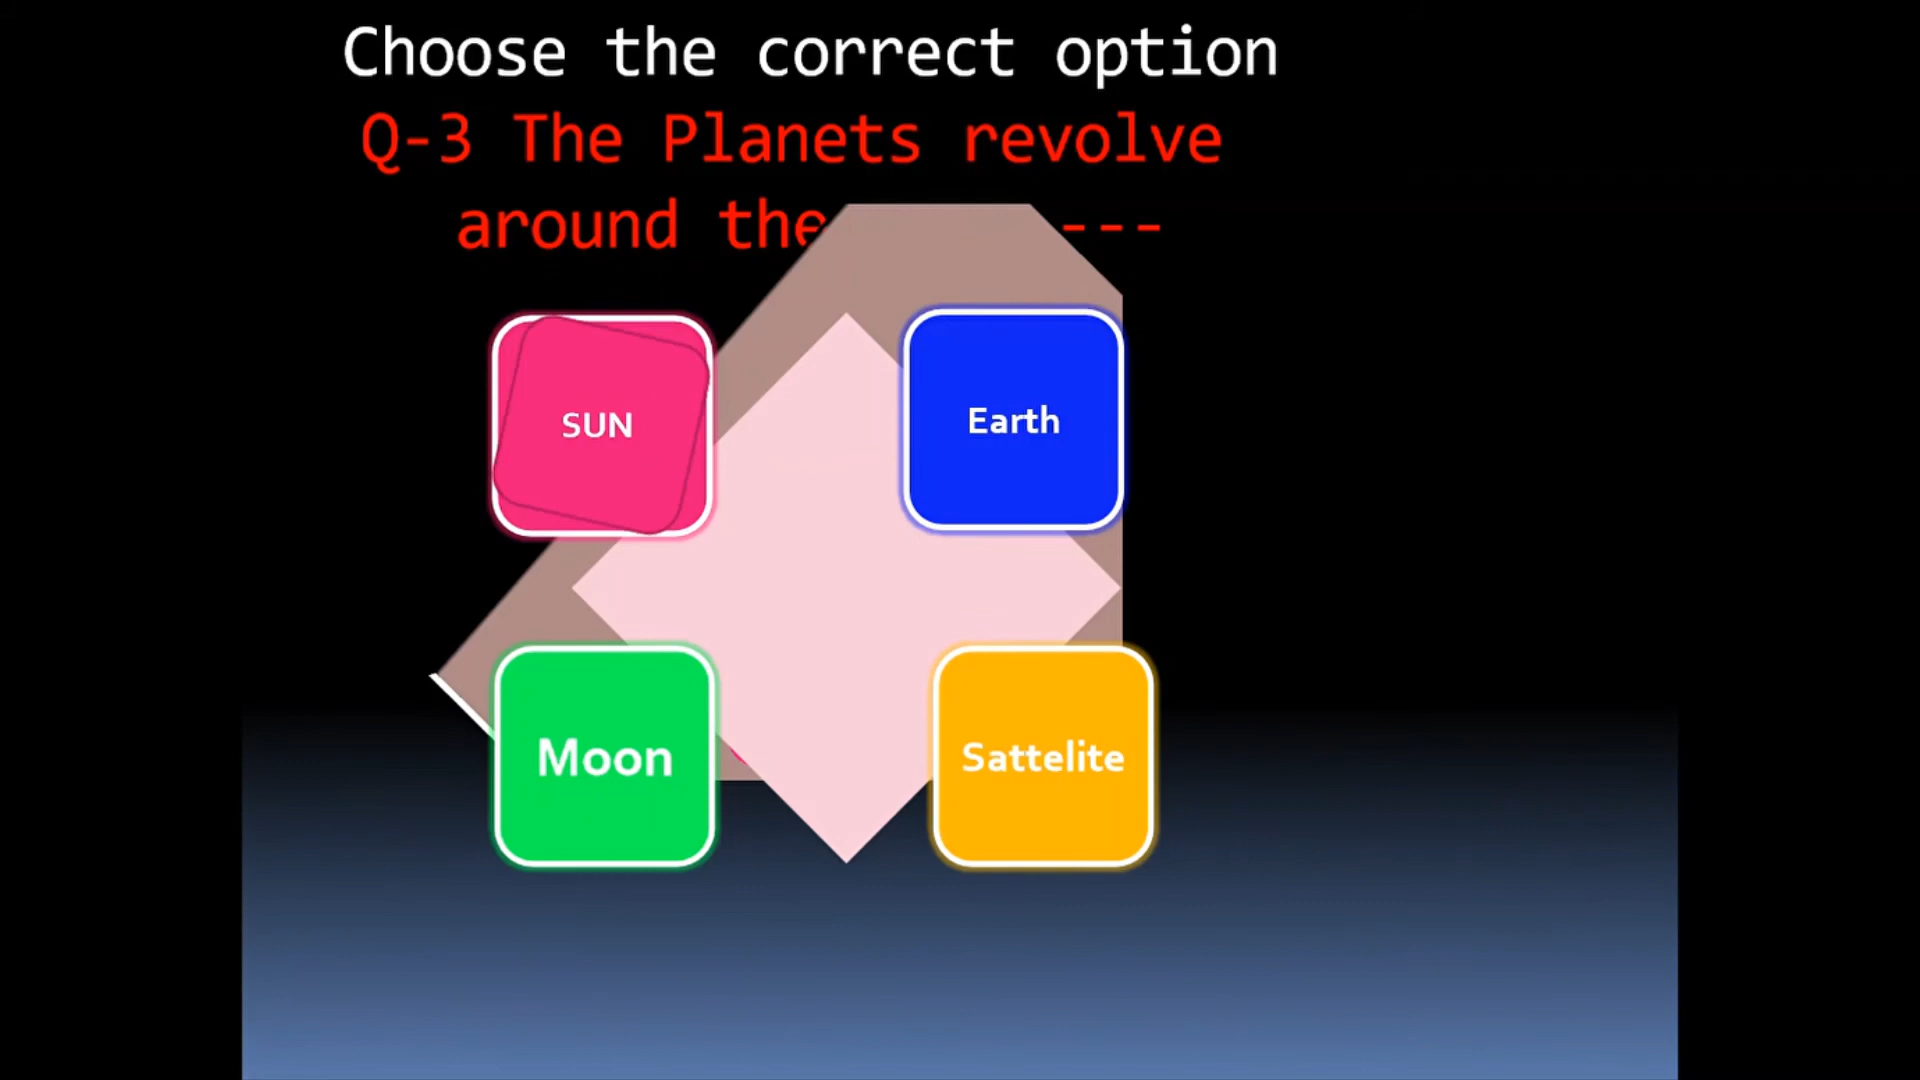 Choose the correct option
Q-3 The Planets revolve
around the ---
SUN
Earth
Moon
Sattelite